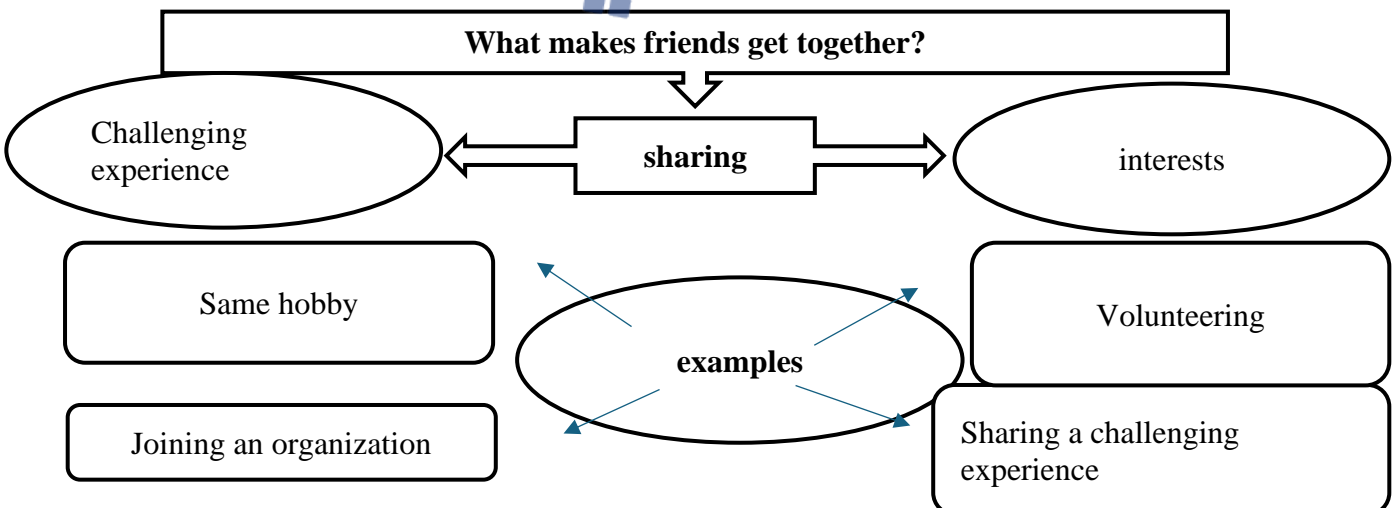 What makes friends get together?
Challenging
experience
sharing
interests
Same hobby
Volunteering
examples
Joining an organization
Sharing a challenging
experience